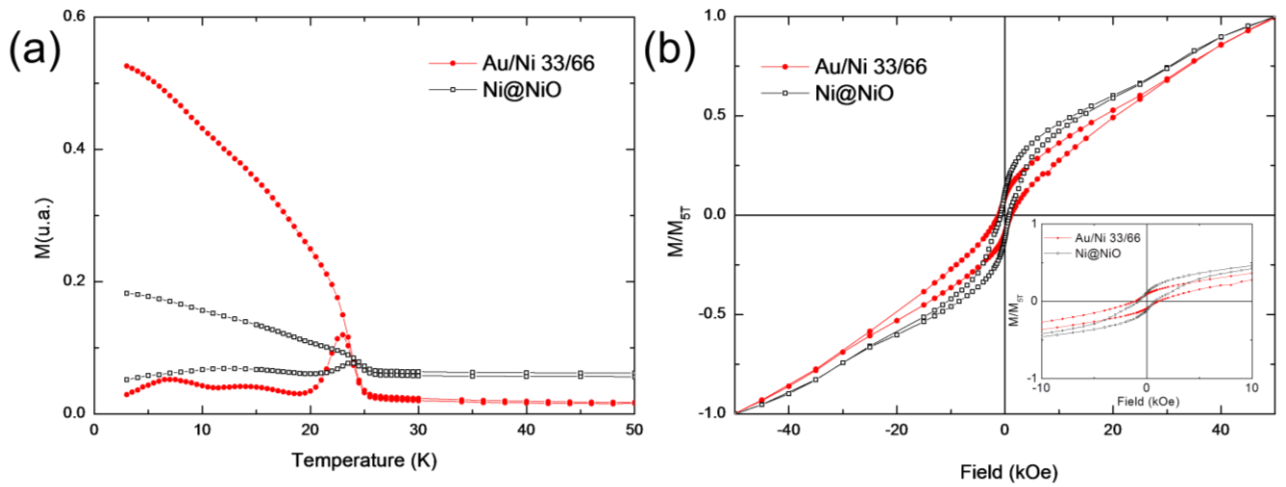 (a)
0.6
0.4
0.2
0.0
M(u.a.)
Au/Ni 33/66
Ni@NiO
0 10 20 30 40 50
Temperature (K)
(b)
1.0
0.5
0.0
-0.5
-1.0
M/M5T
Au/Ni 33/66
Ni@NiO
-40 -20 0 20 40
Field (kOe)
1
0
-1
M/M5T
Au/Ni 33/66
Ni@NiO
-10 0 10
Field (kOe)